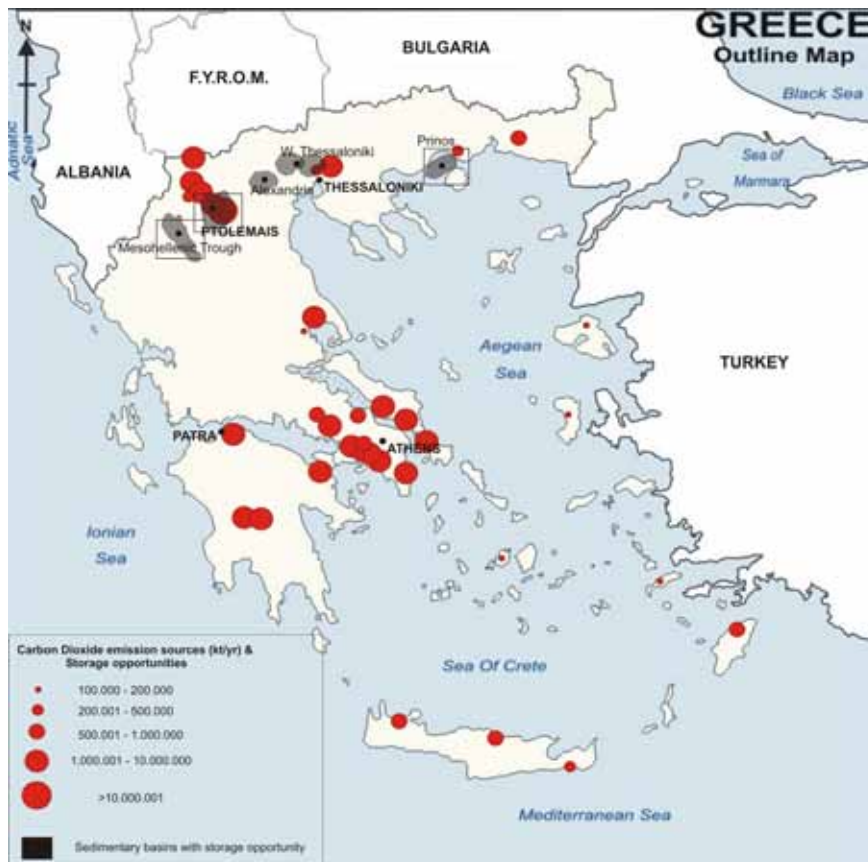 GREECE
Outline Map
N
BULGARIA
F.Y.R.O.M.
Black Sea
Adriatic
Sea
ALBANIA
W. Thessaloniki
Prinos
Sea of
Marmara
Alexandria
THESSALONIKI
PTOLEMAIS
Mesohellenic Trough
Aegean
Sea
TURKEY
PATRA
ATHENS
Ionian
Sea
Carbon Dioxide emission sources (kt/yr) &
Storage opportunities
100.000 - 200.000
200.001 - 500.000
500.001 - 1.000.000
1.000.001 - 10.000.000
>10.000.001
Sedimentary basins with storage opportunity
Sea Of Crete
Mediterranean Sea